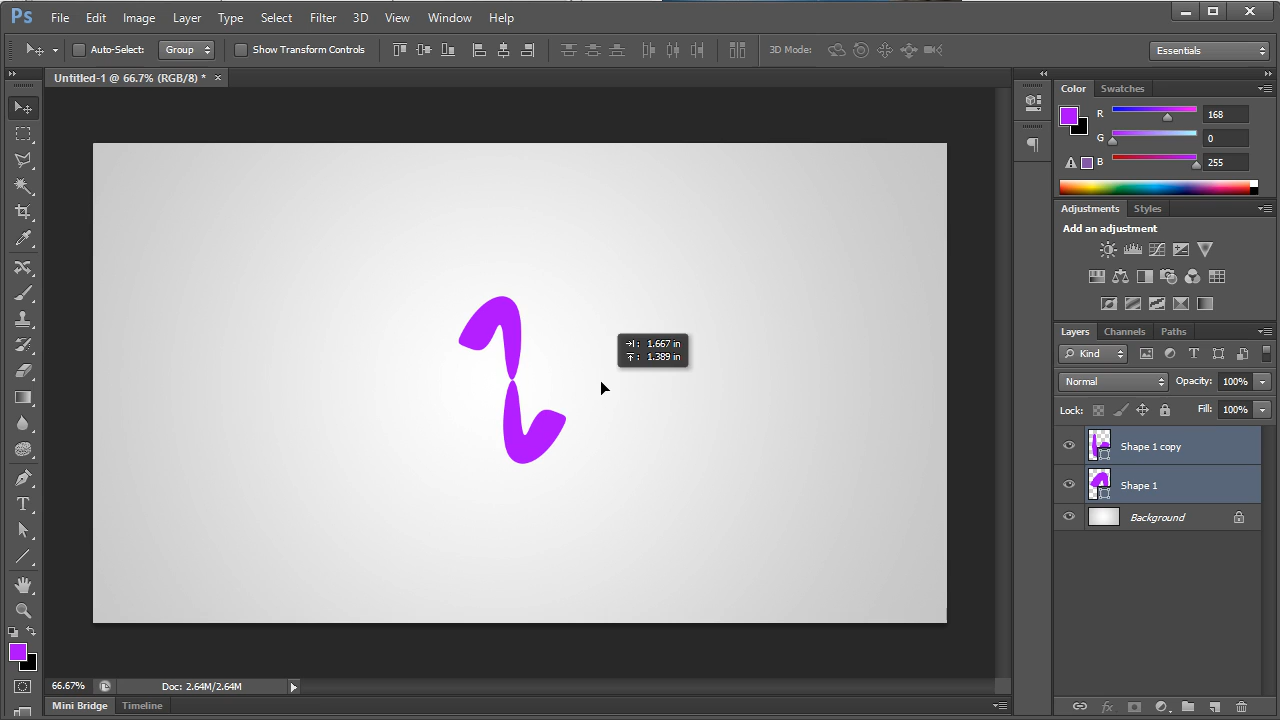 Ps File Edit Image Layer Type Select Filter 3D View Window Help
Auto-Select: Group Show Transform Controls 3D Mode: Essentials
Untitled-1 @ 66.7% (RGB/8) * ×
Color Swatches
R 168
G 0
B 255
Adjustments Styles
Add an adjustment
Layers Channels Paths
Kind T
Normal Opacity: 100%
Lock: Fill: 100%
Shape 1 copy
Shape 1
Background
1.667 in
1.389 in
T
66.67% Doc: 2.64M/2.64M
Mini Bridge Timeline
fx